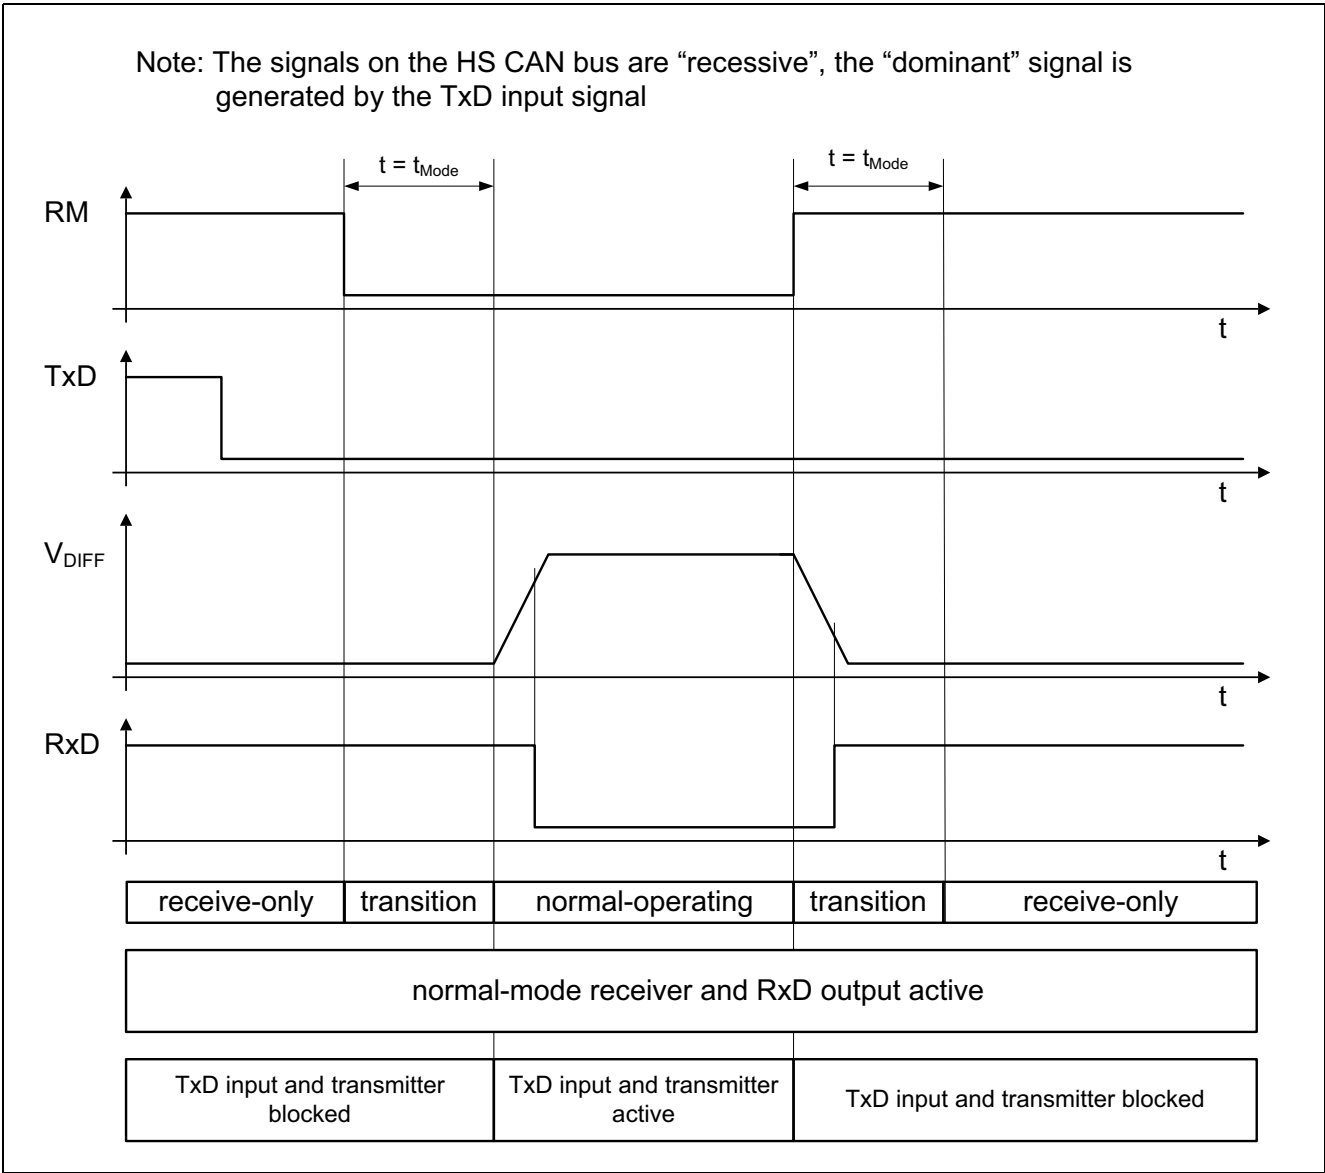 Note: The signals on the HS CAN bus are “recessive”, the “dominant” signal is
generated by the TxD input signal
t = tMode
t = tMode
RM
t
TxD
t
VDIFF
t
RxD
t
receive-only
transition
normal-operating
transition
receive-only
normal-mode receiver and RxD output active
TxD input and transmitter
blocked
TxD input and transmitter
active
TxD input and transmitter blocked